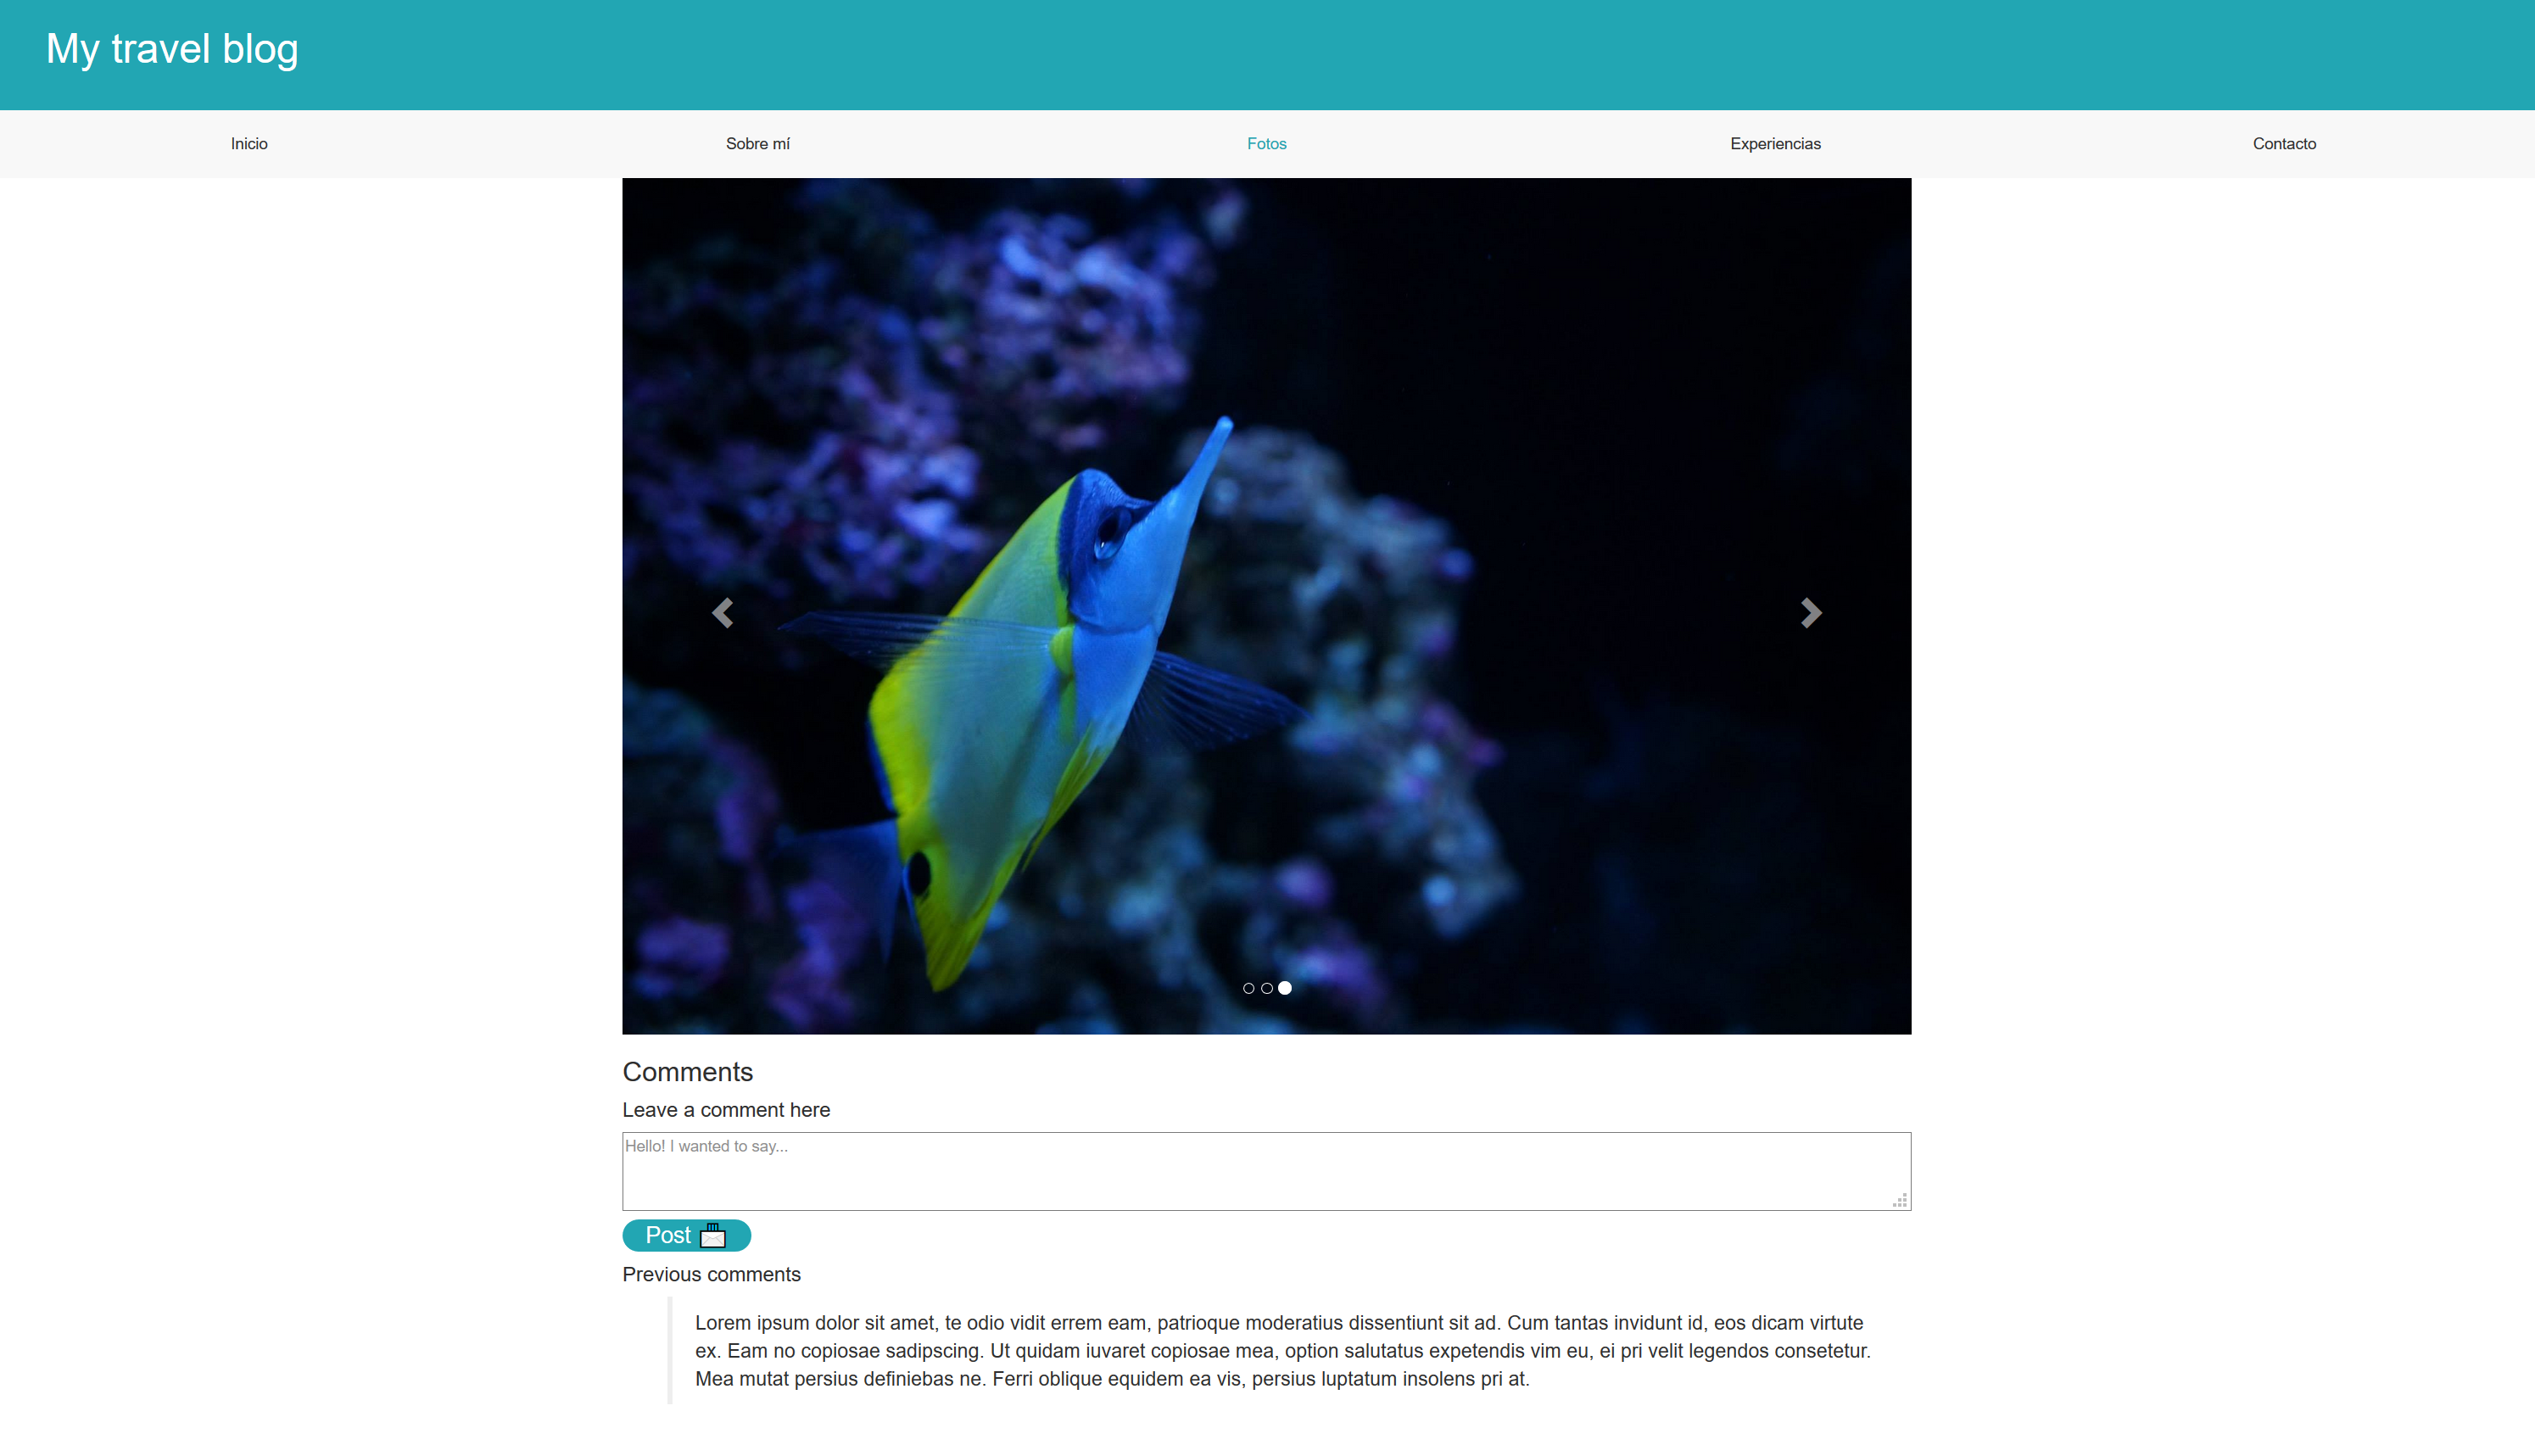 My travel blog
Inicio Sobre mí Fotos Experiencias Contacto
Comments
Leave a comment here
Hello! I wanted to say...
Post
Previous comments
Lorem ipsum dolor sit amet, te odio vidit errem eam, patrioque moderatius dissentiunt sit ad. Cum tantas invidunt id, eos dicam virtute
ex. Eam no copiosae sadipscing. Ut quidam iuvaret copiosae mea, option salutatus expetendis vim eu, ei pri velit legendos consetetur.
Mea mutat persius definiebas ne. Ferri oblique equidem ea vis, persius luptatum insolens pri at.